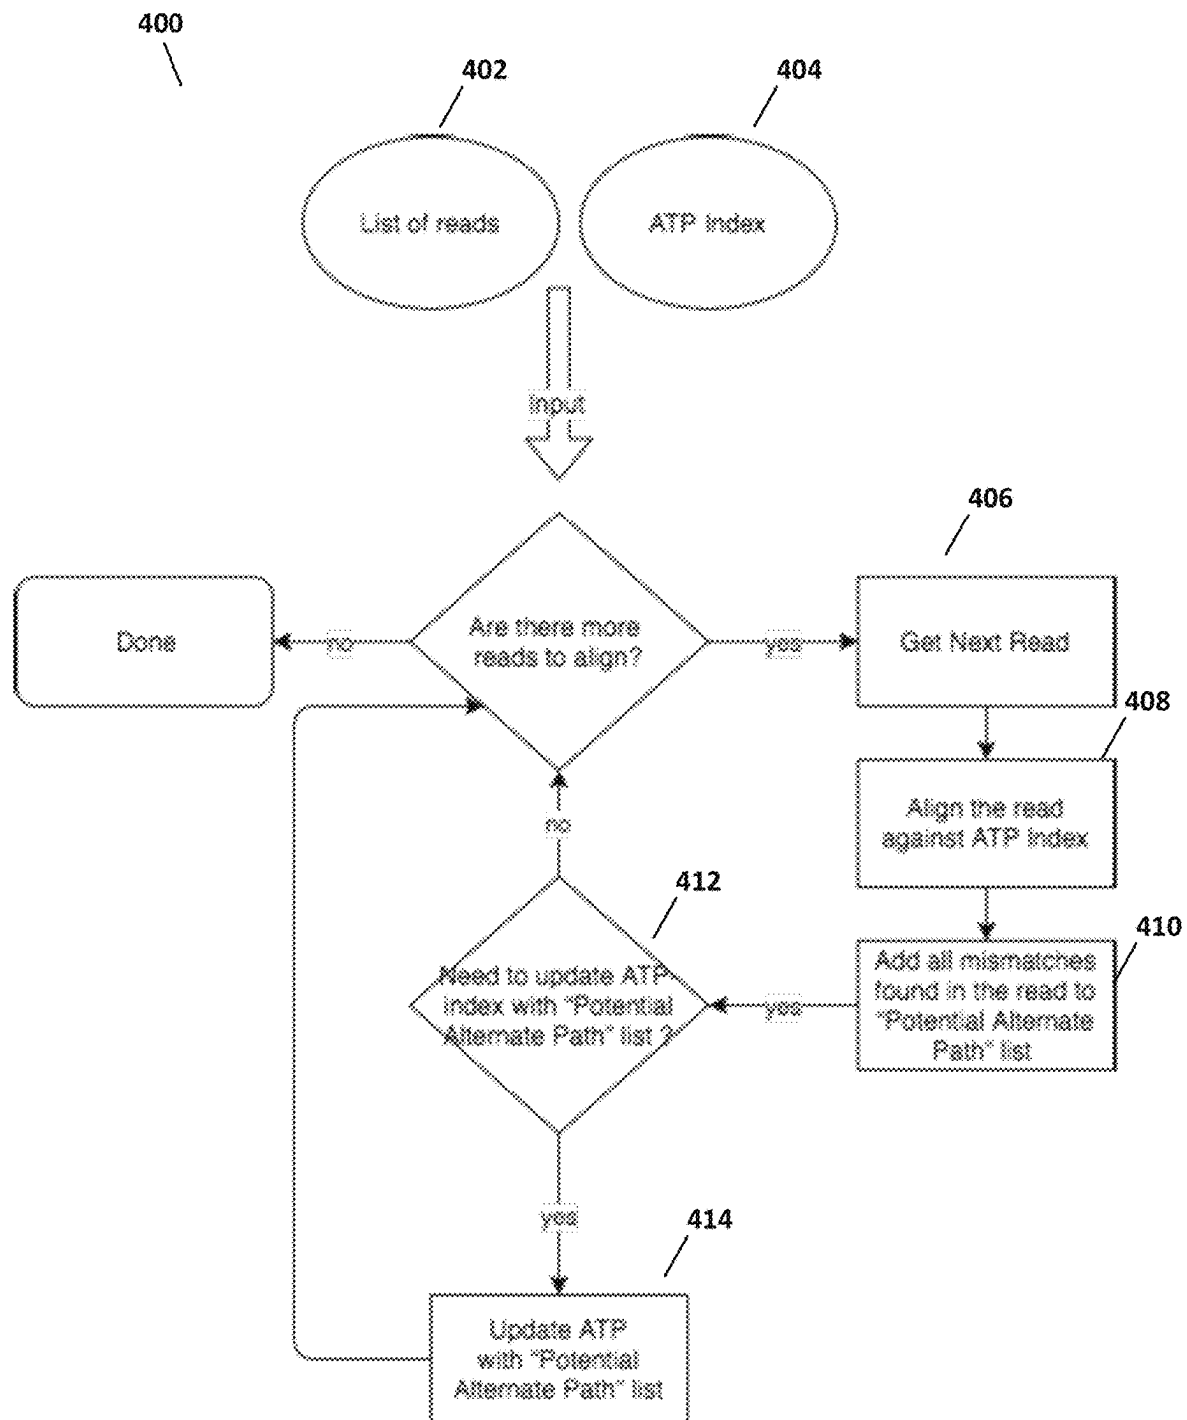 400
402
404
List of reads
ATP Index
Input
406
Done
no
Are there more
reads to align?
yes
Get Next Read
408
Align the read
against ATP Index
no
412
410
Need to update ATP
index with "Potential
Alternate Path" list ?
yes
Add all mismatches
found in the read to
"Potential Alternate
Path" list
yes
414
Update ATP
with "Potential
Alternate Path" list